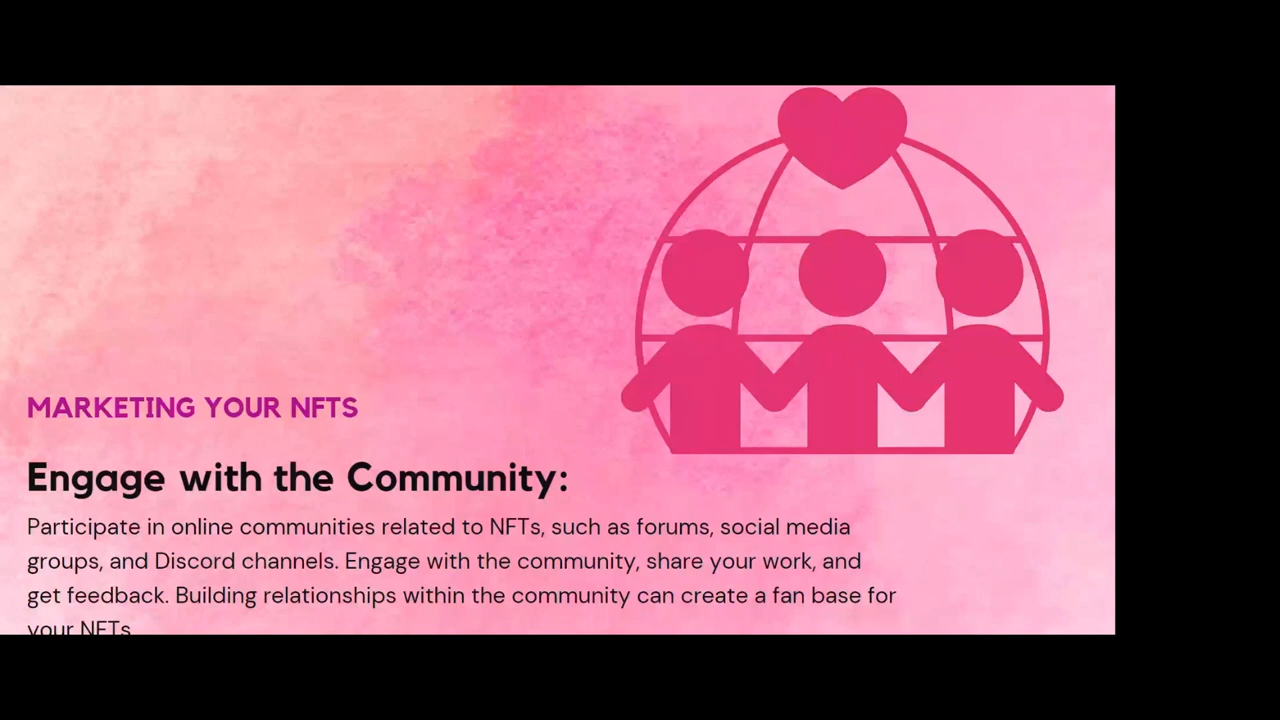 MARKETING YOUR NFTS
Engage with the Community:
Participate in online communities related to NFTs, such as forums, social media
groups, and Discord channels. Engage with the community, share your work, and
get feedback. Building relationships within the community can create a fan base for
your NFTs